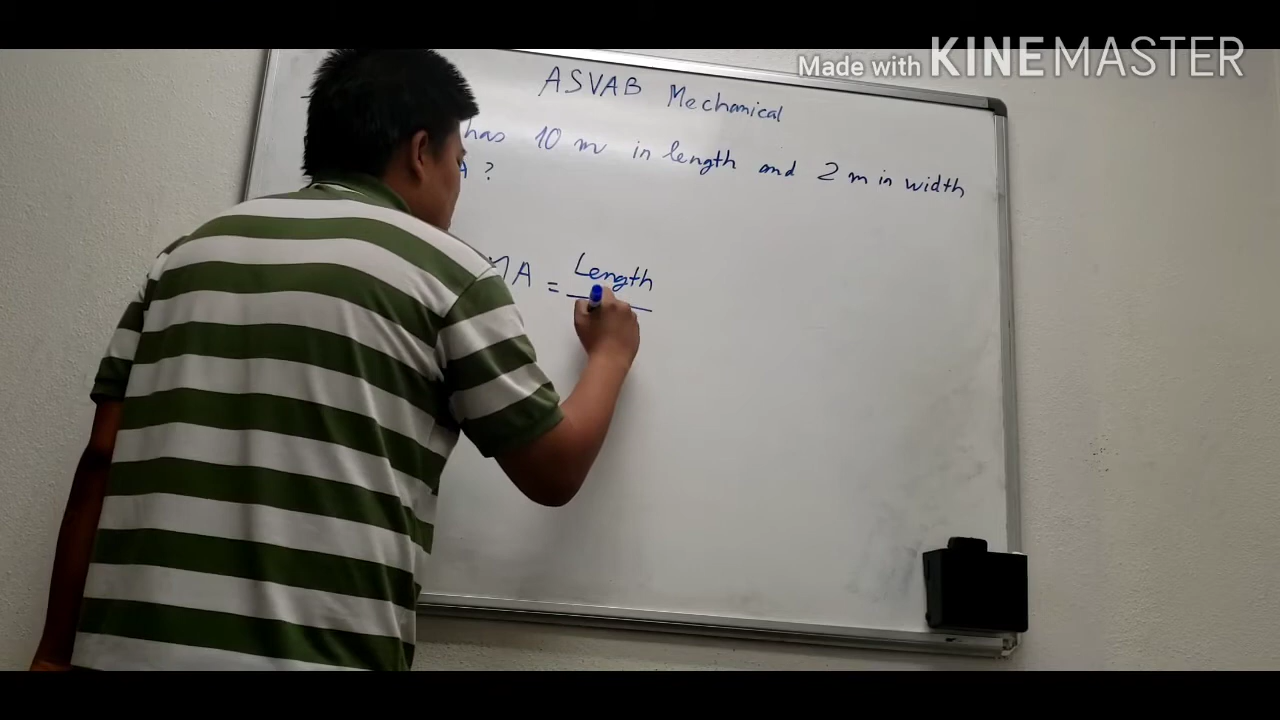 Made with KINEMASTER
ASVAB Mechanical
has 10 m in length and 2 m in width
A ?
MA = Length